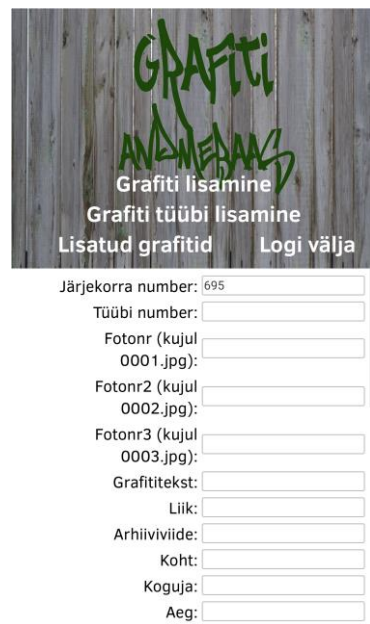 GRAFITI
ANDMEBAAS
Grafiti lisamine
Grafiti tüübi lisamine
Lisatud grafitid Logi välja
Järjekorra number: 695
Tüübi number:
Fotonr (kujul
0001.jpg):
Fotonr2 (kujul
0002.jpg):
Fotonr3 (kujul
0003.jpg):
Grafititekst:
Liik:
Arhiiviviide:
Koht:
Koguja:
Aeg: